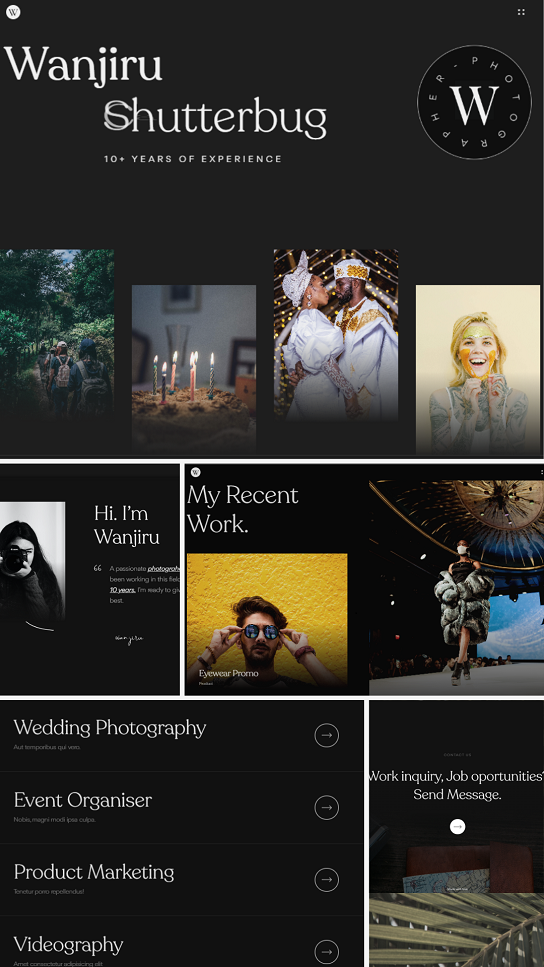 W
Wanjiru
Shutterbug
10+ YEARS OF EXPERIENCE
PHOTOGRAPHER -
W
Hi. I'm
Wanjiru
“ A passionate photograph
been working in this field
10 years, I'm ready to giv
best.
wanjiru
W
My Recent
Work.
Eyewear Promo
Product
Wedding Photography
Aut temporibus qui vero.
Event Organiser
Nobis,magni modi ipsa culpa.
Product Marketing
Tenetur porro repellendus!
Videography
Amet consectetur adipisicing elit
CONTACT US
Work inquiry, Job oportunities?
Send Message.